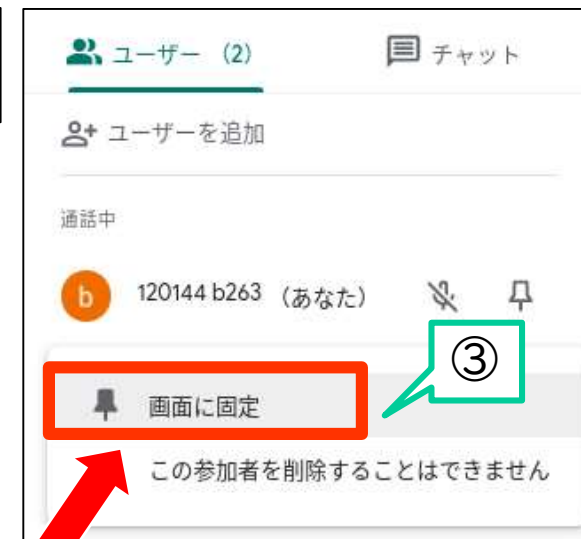 ユーザー (2)
チャット
ユーザーを追加
通話中
b
120144 b263 (あなた)
③
画面に固定
この参加者を削除することはできません